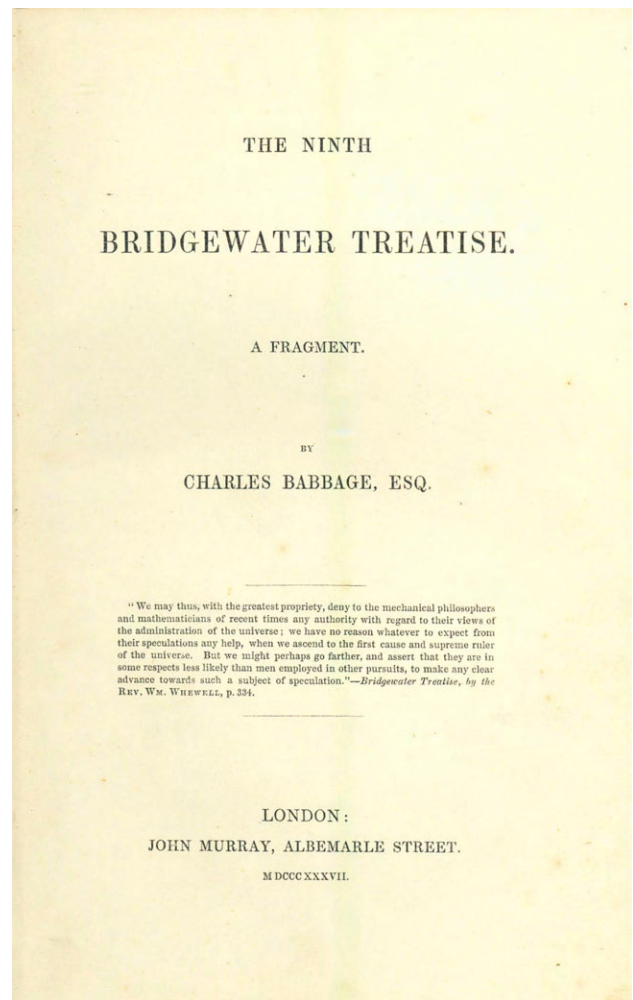 THE NINTH
BRIDGEWATER TREATISE.
A FRAGMENT.
BY
CHARLES BABBAGE, ESQ.
“ We may thus, with the greatest propriety, deny to the mechanical philosophers
and mathematicians of recent times any authority with regard to their views of
the administration of the universe ; we have no reason whatever to expect from
their speculations any help, when we ascend to the first cause and supreme ruler
of the universe. But we might perhaps go farther, and assert that they are in
some respects less likely than men employed in other pursuits, to make any clear
advance towards such a subject of speculation.”—Bridgewater Treatise, by the
REV. WM. WHEWELL, p. 334.
LONDON :
JOHN MURRAY, ALBEMARLE STREET.
M DCCC XXXVII.